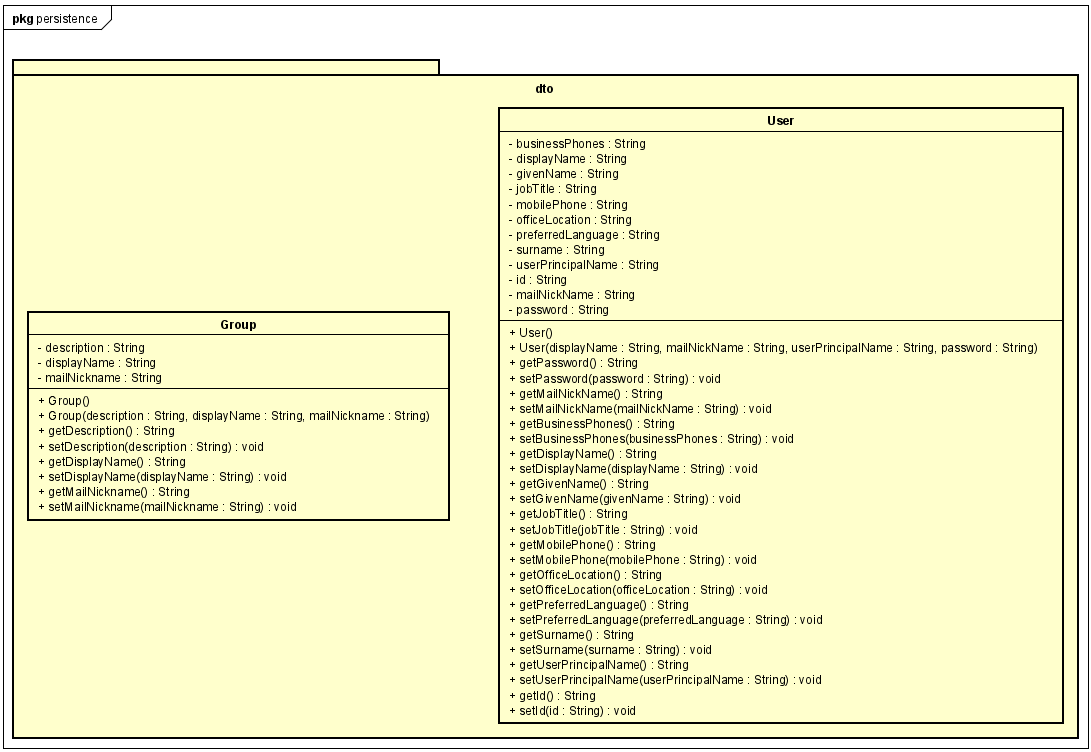 pkg persistence
dto
Group
- description : String
- displayName : String
- mailNickname : String
+ Group()
+ Group(description : String, displayName : String, mailNickname : String)
+ getDescription() : String
+ setDescription(description : String) : void
+ getDisplayName() : String
+ setDisplayName(displayName : String) : void
+ getMailNickname() : String
+ setMailNickname(mailNickname : String) : void
User
- businessPhones : String
- displayName : String
- givenName : String
- jobTitle : String
- mobilePhone : String
- officeLocation : String
- preferredLanguage : String
- surname : String
- userPrincipalName : String
- id : String
- mailNickName : String
- password : String
+ User()
+ User(displayName : String, mailNickName : String, userPrincipalName : String, password : String)
+ getPassword() : String
+ setPassword(password : String) : void
+ getMailNickName() : String
+ setMailNickName(mailNickName : String) : void
+ getBusinessPhones() : String
+ setBusinessPhones(businessPhones : String) : void
+ getDisplayName() : String
+ setDisplayName(displayName : String) : void
+ getGivenName() : String
+ setGivenName(givenName : String) : void
+ getJobTitle() : String
+ setJobTitle(jobTitle : String) : void
+ getMobilePhone() : String
+ setMobilePhone(mobilePhone : String) : void
+ getOfficeLocation() : String
+ setOfficeLocation(officeLocation : String) : void
+ getPreferredLanguage() : String
+ setPreferredLanguage(preferredLanguage : String) : void
+ getSurname() : String
+ setSurname(surname : String) : void
+ getUserPrincipalName() : String
+ setUserPrincipalName(userPrincipalName : String) : void
+ getId() : String
+ setId(id : String) : void